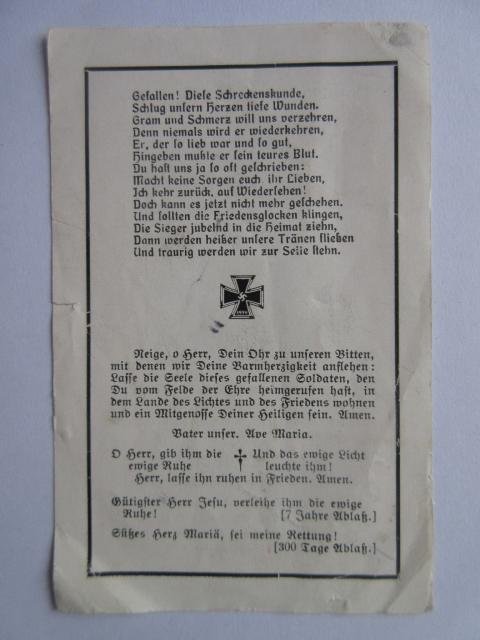 Gefallen! Diese Schreckenskunde,
Schlug unsern Herzen tiefe Wunden.
Gram und Schmerz will uns verzehren,
Denn niemals wird er wiederkehren,
Er, der so lieb war und so gut,
Hingeben mußte er sein teures Blut.
Du hast uns ja so oft geschrieben:
Macht keine Sorgen euch, ihr Lieben,
Ich kehr zurück, auf Wiedersehen!
Doch kann es jetzt nicht mehr geschehen.
Und sollten die Friedensglocken klingen,
Die Sieger jubelnd in die Heimat ziehn,
Dann werden heißer unsere Tränen fließen
Und traurig werden wir zur Seite stehn.
1939
Neige, o Herr, Dein Ohr zu unseren Bitten,
mit denen wir Deine Barmherzigkeit anflehen:
Lasse die Seele dieses gefallenen Soldaten, den
Du vom Felde der Ehre heimgerufen hast, in
dem Lande des Lichtes und des Friedens wohnen
und ein Mitgenosse Deiner Heiligen sein. Amen.
Vater unser. Ave Maria.
O Herr, gib ihm die ewige Ruhe
† Und das ewige Licht leuchte ihm!
Herr, lasse ihn ruhen in Frieden. Amen.
Gütigster Herr Jesu, verleihe ihm die ewige
Ruhe! [7 Jahre Ablaß.]
Süßes Herz Mariä, sei meine Rettung!
[300 Tage Ablaß.]